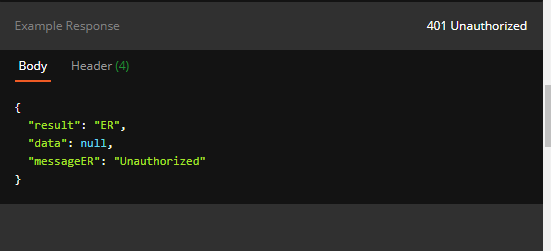 Example Response
401 Unauthorized
Body
Header (4)
{
  "result": "ER",
  "data": null,
  "messageER": "Unauthorized"
}